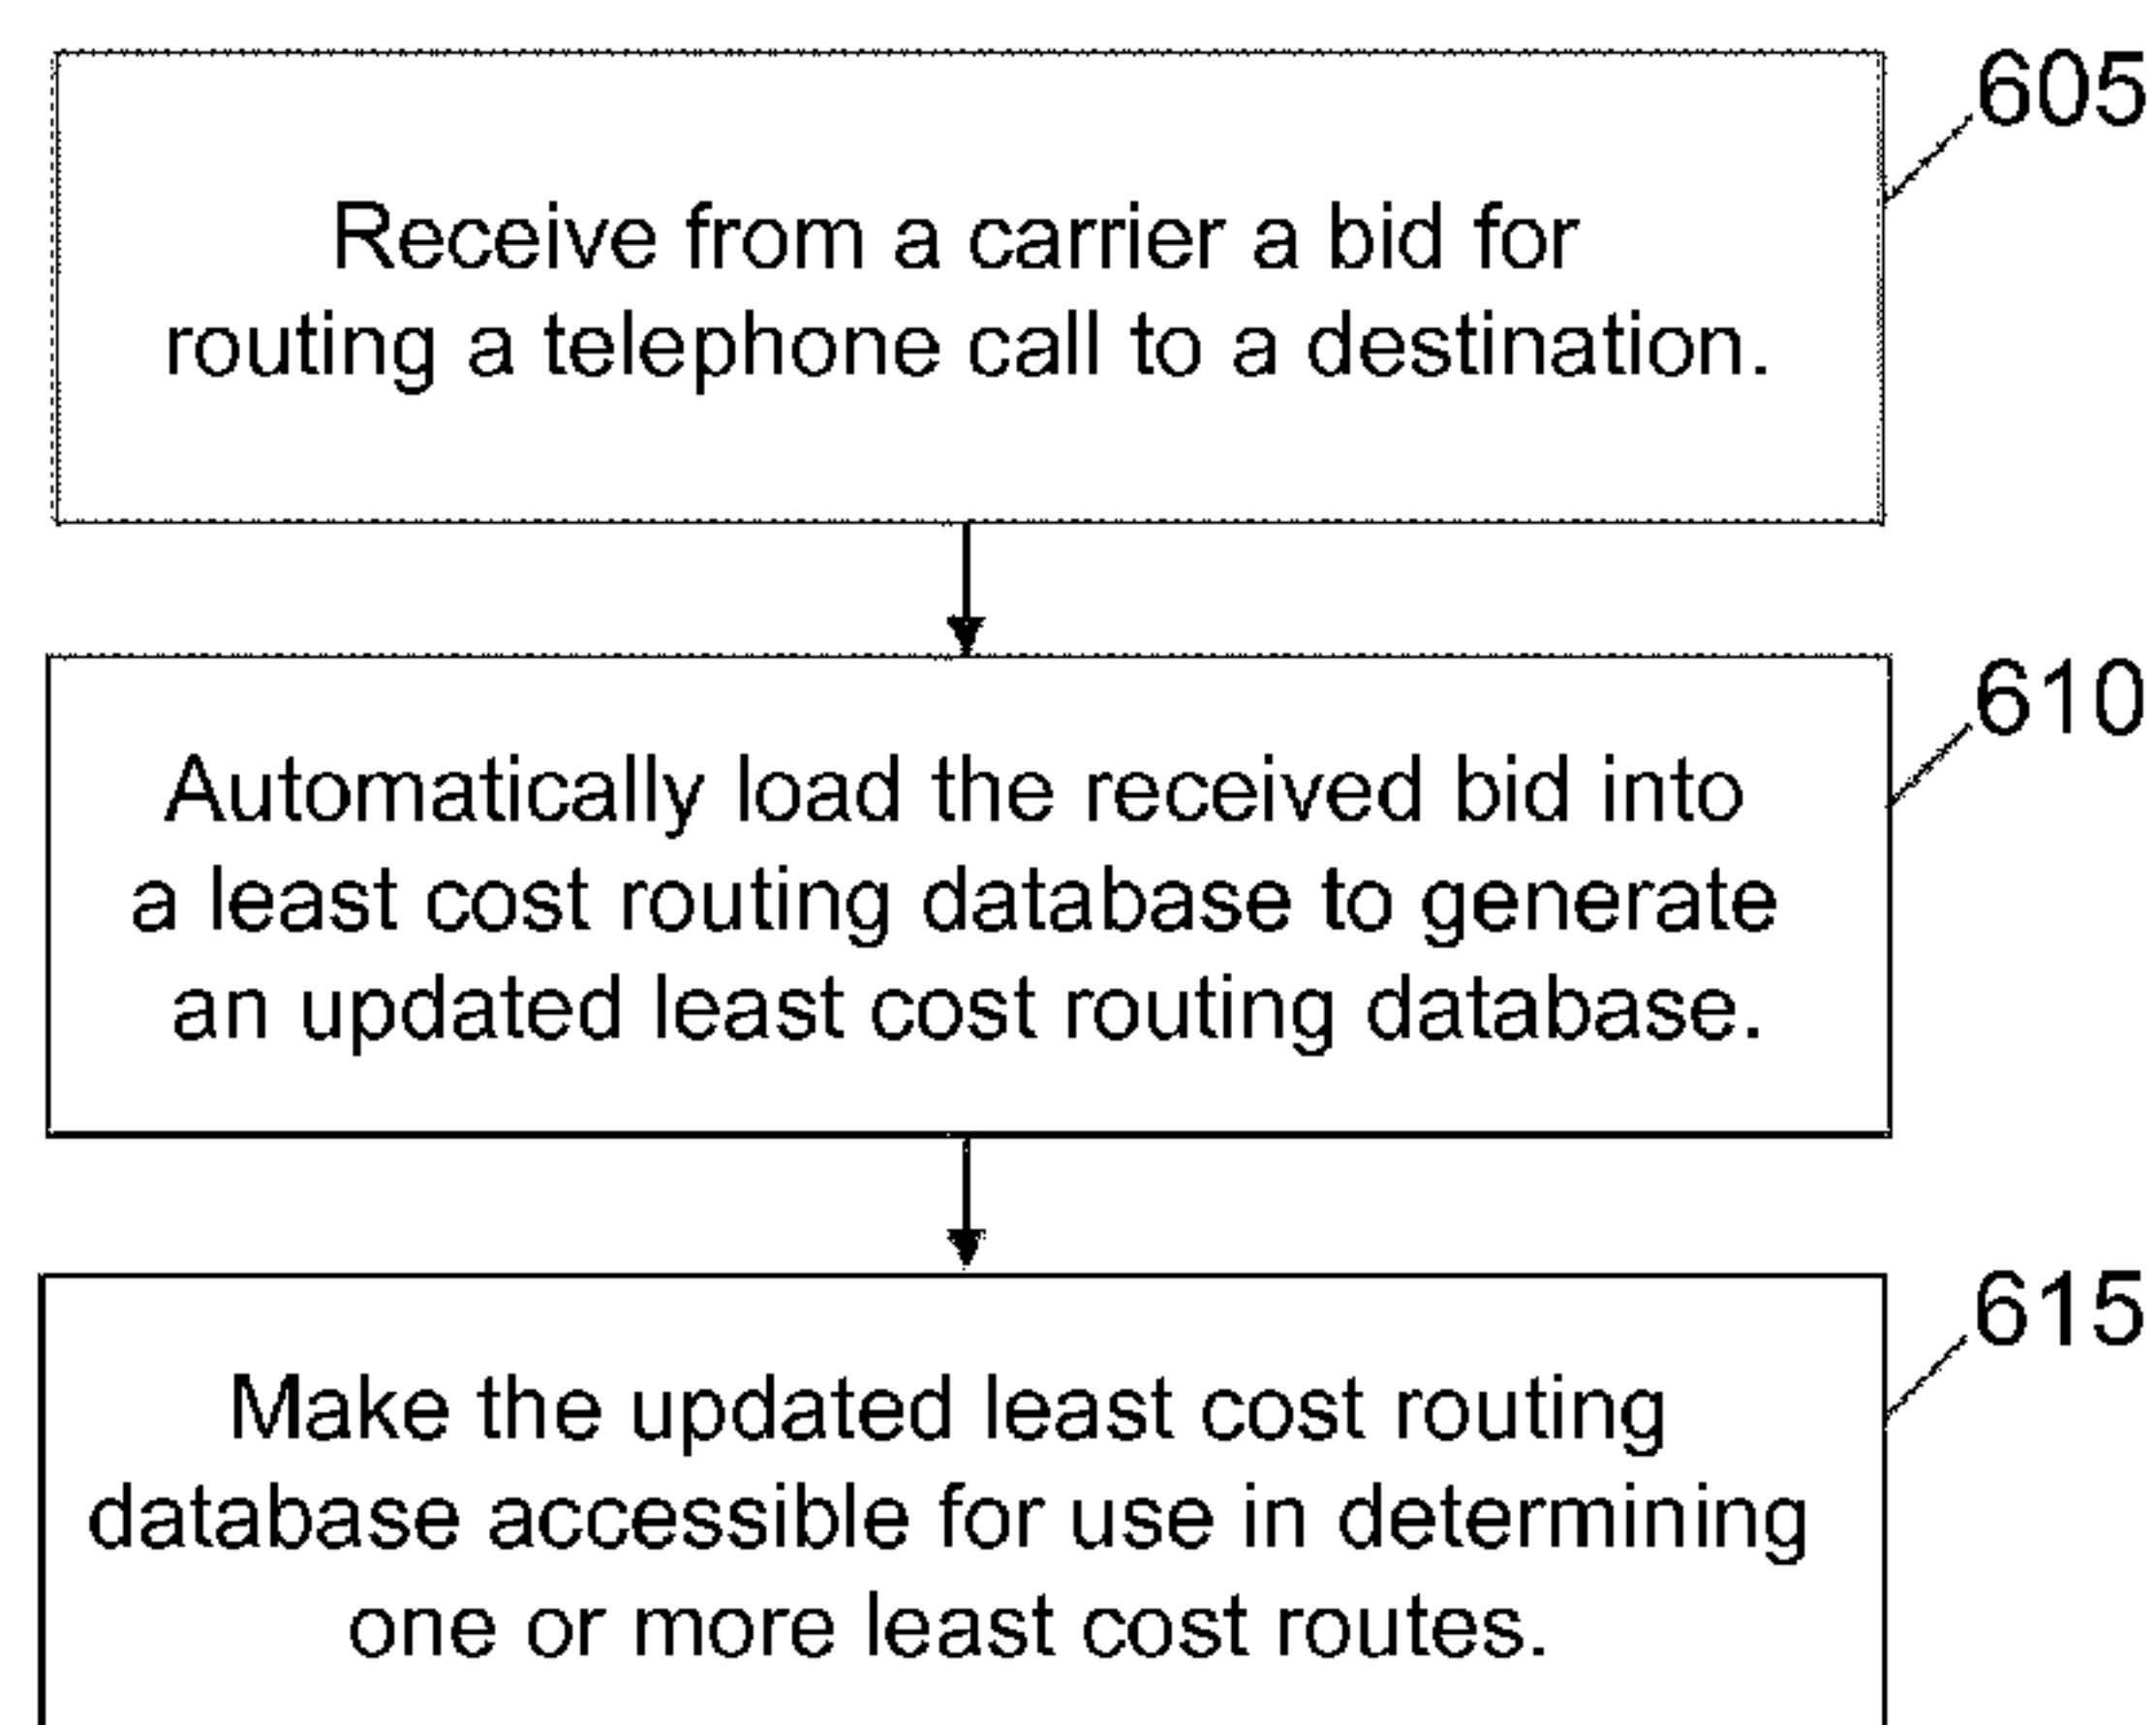 605
Receive from a carrier a bid for
routing a telephone call to a destination.
610
Automatically load the received bid into
a least cost routing database to generate
an updated least cost routing database.
615
Make the updated least cost routing
database accessible for use in determining
one or more least cost routes.